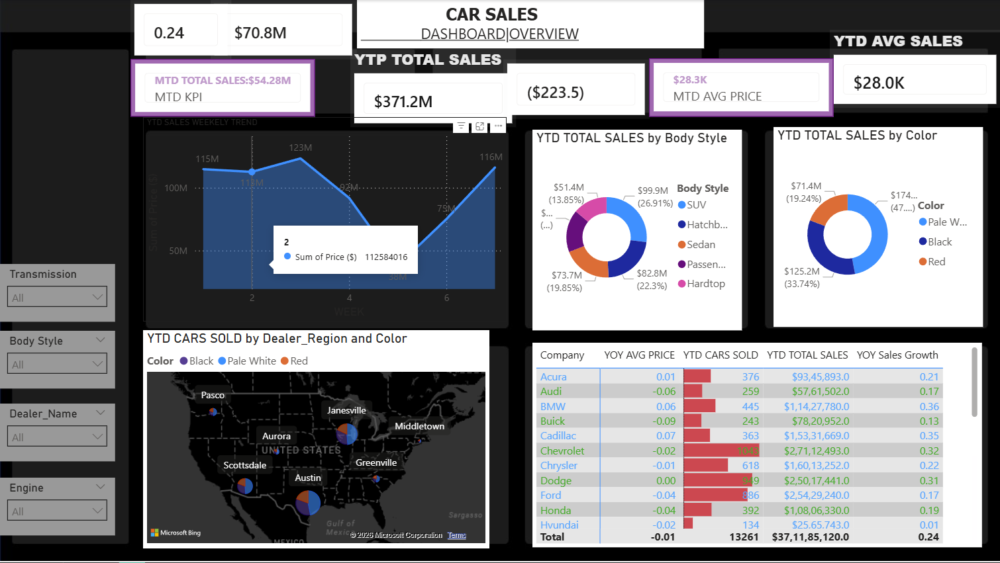 CAR SALES
DASHBOARD|OVERVIEW
0.24
$70.8M
YTP TOTAL SALES
YTD AVG SALES
MTD TOTAL SALES:$54.28M
MTD KPI
$371.2M
($223.5)
$28.3K
MTD AVG PRICE
$28.0K
YTD SALES WEEKLY TREND
115M
113M
123M
92M
38M
75M
116M
100M
50M
Sum of Price ($)
2
4
6
WEEK
2
Sum of Price ($) 112584016
YTD TOTAL SALES by Body Style
$51.4M
(13.85%)
$99.9M
(26.91%)
$...
(...)
$73.7M
(19.85%)
$82.8M
(22.3%)
Body Style
SUV
Hatchb...
Sedan
Passen...
Hardtop
YTD TOTAL SALES by Color
$71.4M
(19.24%)
$174...
(47....)
$125.2M
(33.74%)
Color
Pale W...
Black
Red
Transmission
All
Body Style
All
Dealer_Name
All
Engine
All
YTD CARS SOLD by Dealer_Region and Color
Color Black Pale White Red
Pasco
Janesville
Middletown
Aurora
UNITED STATES
Scottsdale
Greenville
Austin
Sargasso
Gulf of
Mexico
MEXICO
Microsoft Bing
© 2026 Microsoft Corporation Terms
Company YOY AVG PRICE YTD CARS SOLD YTD TOTAL SALES YOY Sales Growth
Acura 0.01 376 $93,45,893.0 0.21
Audi -0.06 259 $57,61,502.0 0.17
BMW 0.06 445 $1,14,27,780.0 0.36
Buick -0.09 243 $78,20,952.0 0.13
Cadillac 0.07 363 $1,53,31,669.0 0.35
Chevrolet -0.02 1043 $2,71,12,493.0 0.32
Chrysler -0.01 618 $1,60,13,252.0 0.22
Dodge 0.00 949 $2,50,17,441.0 0.31
Ford -0.04 886 $2,54,29,240.0 0.17
Honda -0.04 392 $1,08,06,330.0 0.19
Hyundai -0.02 134 $25,65,743.0 0.01
Total -0.01 13261 $37,11,85,120.0 0.24